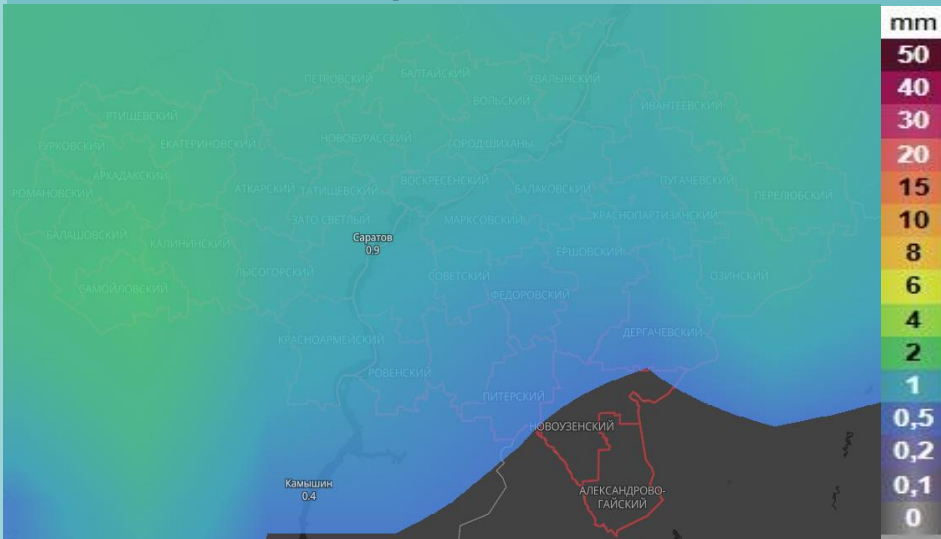 mm
50
40
30
20
15
10
8
6
4
2
1
0,5
0,2
0,1
0
ПЕТРОВСКИЙ
БАЛТАЙСКИЙ
ХВАЛЫНСКИЙ
ВОЛЬСКИЙ
ИВАНТЕЕВСКИЙ
РТИЩЕВСКИЙ
ТУРКОВСКИЙ
ЕКАТЕРИНОВСКИЙ
НОВОБУРАССКИЙ
ГОРОД ШИХАНЫ
АРКАДАКСКИЙ
РОМАНОВСКИЙ
АТКАРСКИЙ
ТАТИЩЕВСКИЙ
ВОСКРЕСЕНСКИЙ
БАЛАКОВСКИЙ
ПУГАЧЕВСКИЙ
ПЕРЕЛЮБСКИЙ
ЗАТО СВЕТЛЫЙ
МАРКСОВСКИЙ
КРАСНОПАРТИЗАНСКИЙ
БАЛАШОВСКИЙ
КАЛИНИНСКИЙ
Саратов
0.9
ЕРШОВСКИЙ
ЛЫСОГОРСКИЙ
СОВЕТСКИЙ
ОЗИНСКИЙ
САМОЙЛОВСКИЙ
ФЕДОРОВСКИЙ
КРАСНОАРМЕЙСКИЙ
ДЕРГАЧЕВСКИЙ
РОВЕНСКИЙ
ПИТЕРСКИЙ
НОВОУЗЕНСКИЙ
Камышин
0.4
АЛЕКСАНДРОВО-
ГАЙСКИЙ